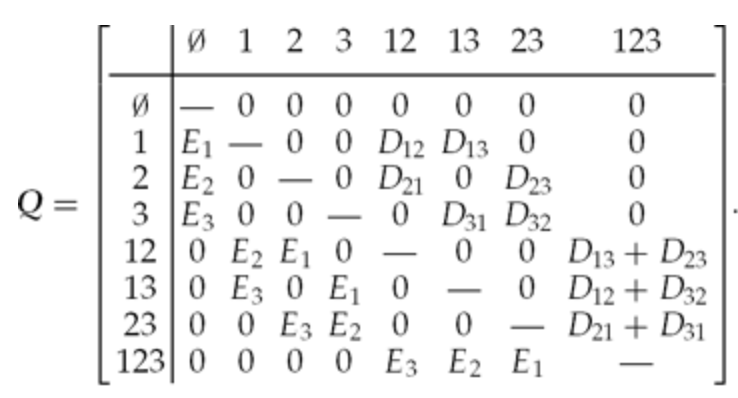 ∅ 1 2 3 12 13 23 123
∅ — 0 0 0 0 0 0 0
1 E₁ — 0 0 D₁₂ D₁₃ 0 0
2 E₂ 0 — 0 D₂₁ 0 D₂₃ 0
Q = 3 E₃ 0 0 — 0 D₃₁ D₃₂ 0 .
12 0 E₂ E₁ 0 — 0 0 D₁₃ + D₂₃
13 0 E₃ 0 E₁ 0 — 0 D₁₂ + D₃₂
23 0 0 E₃ E₂ 0 0 — D₂₁ + D₃₁
123 0 0 0 0 E₃ E₂ E₁ —